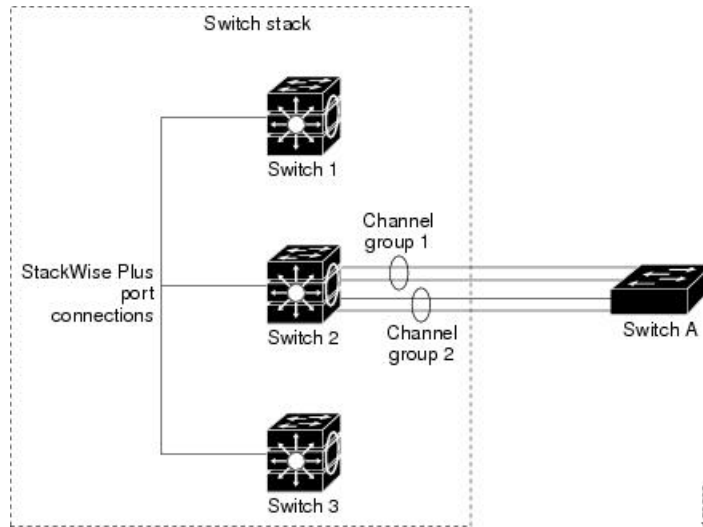 Switch stack
Switch 1
Channel
group 1
StackWise Plus
port
connections
Switch 2
Channel
group 2
Switch A
Switch 3